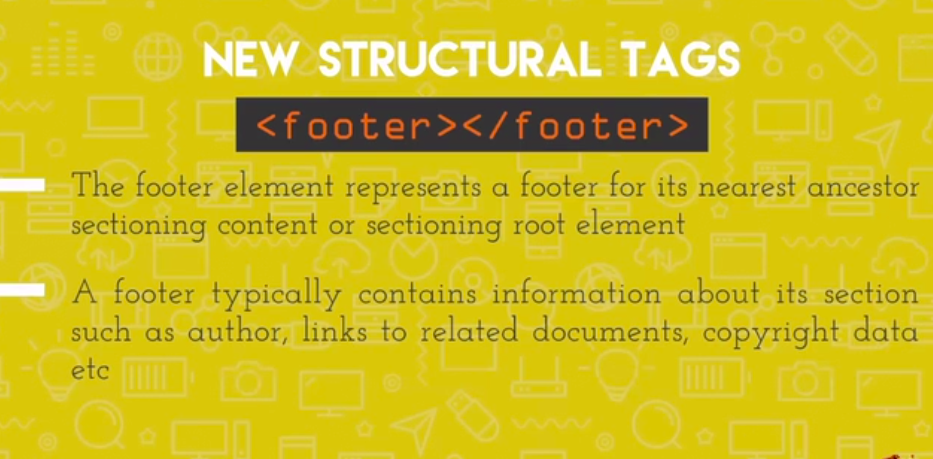 NEW STRUCTURAL TAGS
<footer></footer>
The footer element represents a footer for its nearest ancestor
sectioning content or sectioning root element
A footer typically contains information about its section
such as author, links to related documents, copyright data
etc